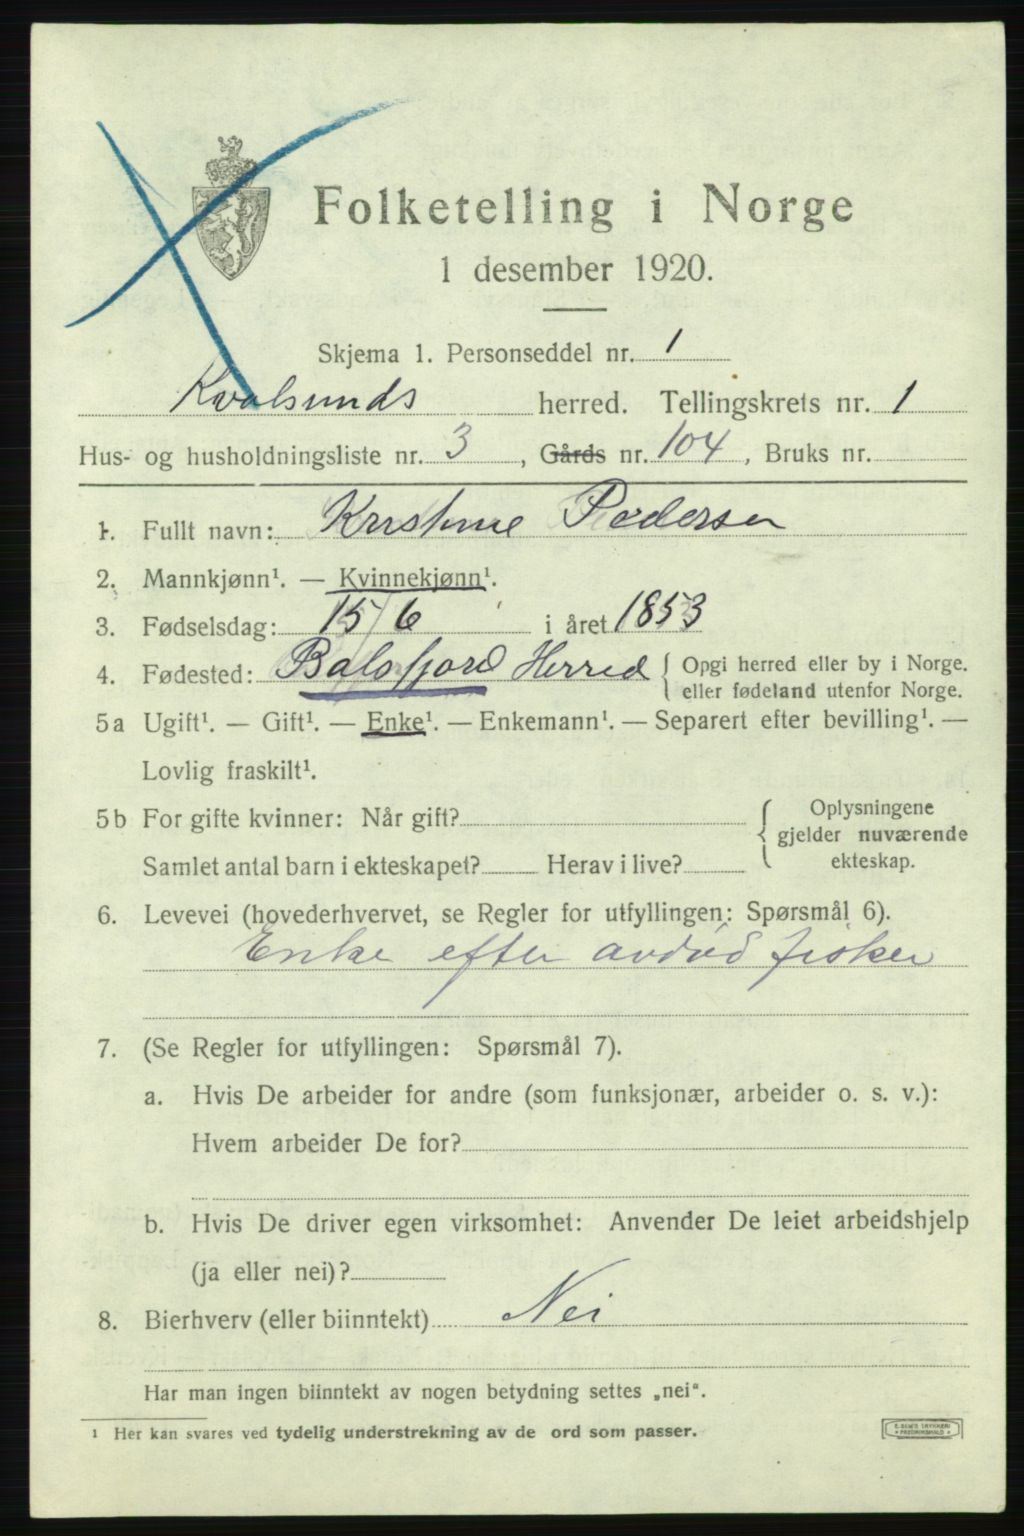 Folketelling i Norge
1 desember 1920.
Skjema 1. Personseddel nr. 1
Kvalsunds herred. Tellingskrets nr. 1
Hus- og husholdningsliste nr. 3, Gårds nr. 104, Bruks nr.
1. Fullt navn: Kristine Pedersen
2. Mannkjønn¹. — Kvinnekjønn¹.
3. Fødselsdag: 15/6 i året 1853
4. Fødested: Balsfjord Herred { Opgi herred eller by i Norge.
eller fødeland utenfor Norge.
5a Ugift¹. — Gift¹. — Enke¹. — Enkemann¹. — Separert efter bevilling¹. —
Lovlig fraskilt¹.
5b For gifte kvinner: Når gift? { Oplysningene
gjelder nuværende
Samlet antal barn i ekteskapet? Herav i live? ekteskap.
6. Levevei (hovederhvervet, se Regler for utfyllingen: Spørsmål 6).
Enke efter avdød fisker
7. (Se Regler for utfyllingen: Spørsmål 7).
a. Hvis De arbeider for andre (som funksjonær, arbeider o. s. v.):
Hvem arbeider De for?
b. Hvis De driver egen virksomhet: Anvender De leiet arbeidshjelp
(ja eller nei)?
8. Bierhverv (eller biinntekt) Nei
Har man ingen biinntekt av nogen betydning settes „nei".
¹ Her kan svares ved tydelig understrekning av de ord som passer.